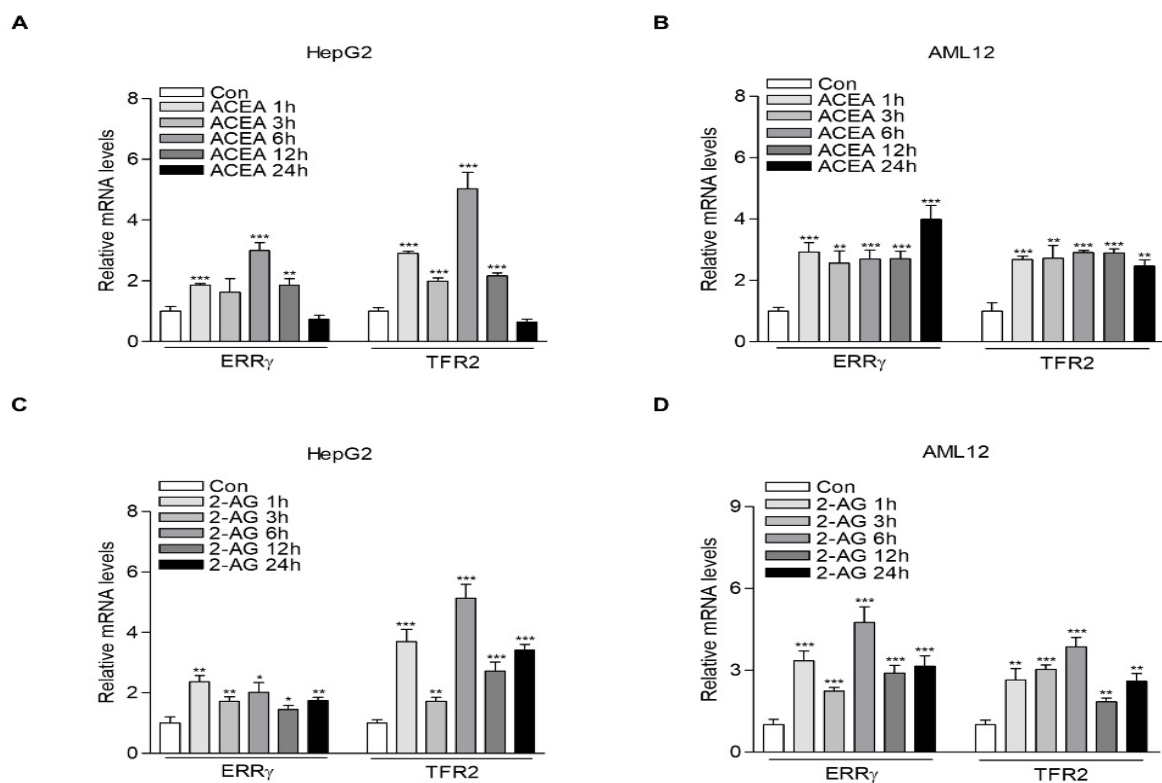 A
HepG2
Relative mRNA levels
8
6
4
2
0
Con
ACEA 1h
ACEA 3h
ACEA 6h
ACEA 12h
ACEA 24h
*** *** ** *** *** *** ***
ERRγ TFR2
B
AML12
Relative mRNA levels
8
6
4
2
0
Con
ACEA 1h
ACEA 3h
ACEA 6h
ACEA 12h
ACEA 24h
*** ** *** *** *** *** ** *** *** **
ERRγ TFR2
C
HepG2
Relative mRNA levels
8
6
4
2
0
Con
2-AG 1h
2-AG 3h
2-AG 6h
2-AG 12h
2-AG 24h
** ** * * ** *** ** *** *** ***
ERRγ TFR2
D
AML12
Relative mRNA levels
9
6
3
0
Con
2-AG 1h
2-AG 3h
2-AG 6h
2-AG 12h
2-AG 24h
*** *** *** *** *** ** *** *** ** **
ERRγ TFR2